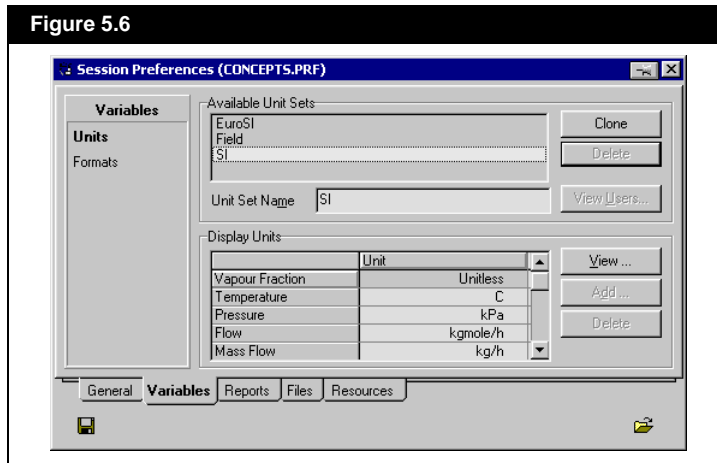 Figure 5.6
Session Preferences (CONCEPTS.PRF)
Variables
Units
Formats
Available Unit Sets
EuroSI
Field
SI
Clone
Delete
Unit Set Name SI
View Users...
Display Units
Unit
Vapour Fraction Unitless
Temperature C
Pressure kPa
Flow kgmole/h
Mass Flow kg/h
View ...
Add ...
Delete
General Variables Reports Files Resources